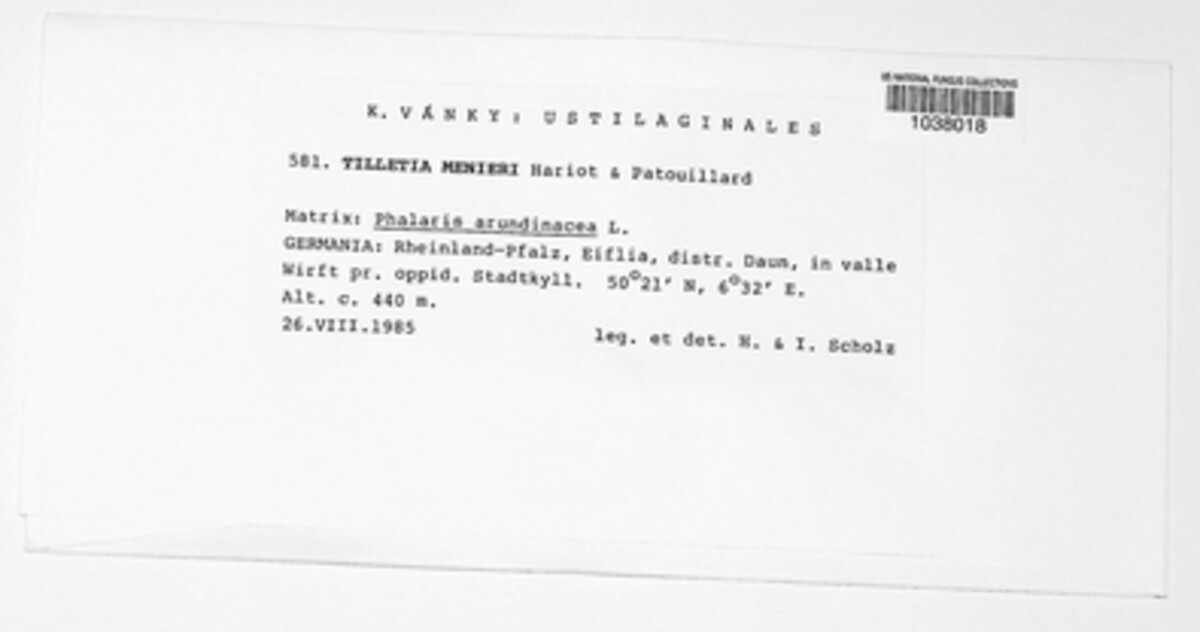 US NATIONAL FUNGUS COLLECTIONS
1038018
K. VÁNKY: USTILAGINALES
581. TILLETIA MENIERI Hariot & Patouillard
Matrix: Phalaris arundinacea L.
GERMANIA: Rheinland-Pfalz, Eiflia, distr. Daun, in valle
Wirft pr. oppid. Stadtkyll. 50°21' N, 6°32' E.
Alt. c. 440 m.
26.VIII.1985 leg. et det. H. & I. Scholz